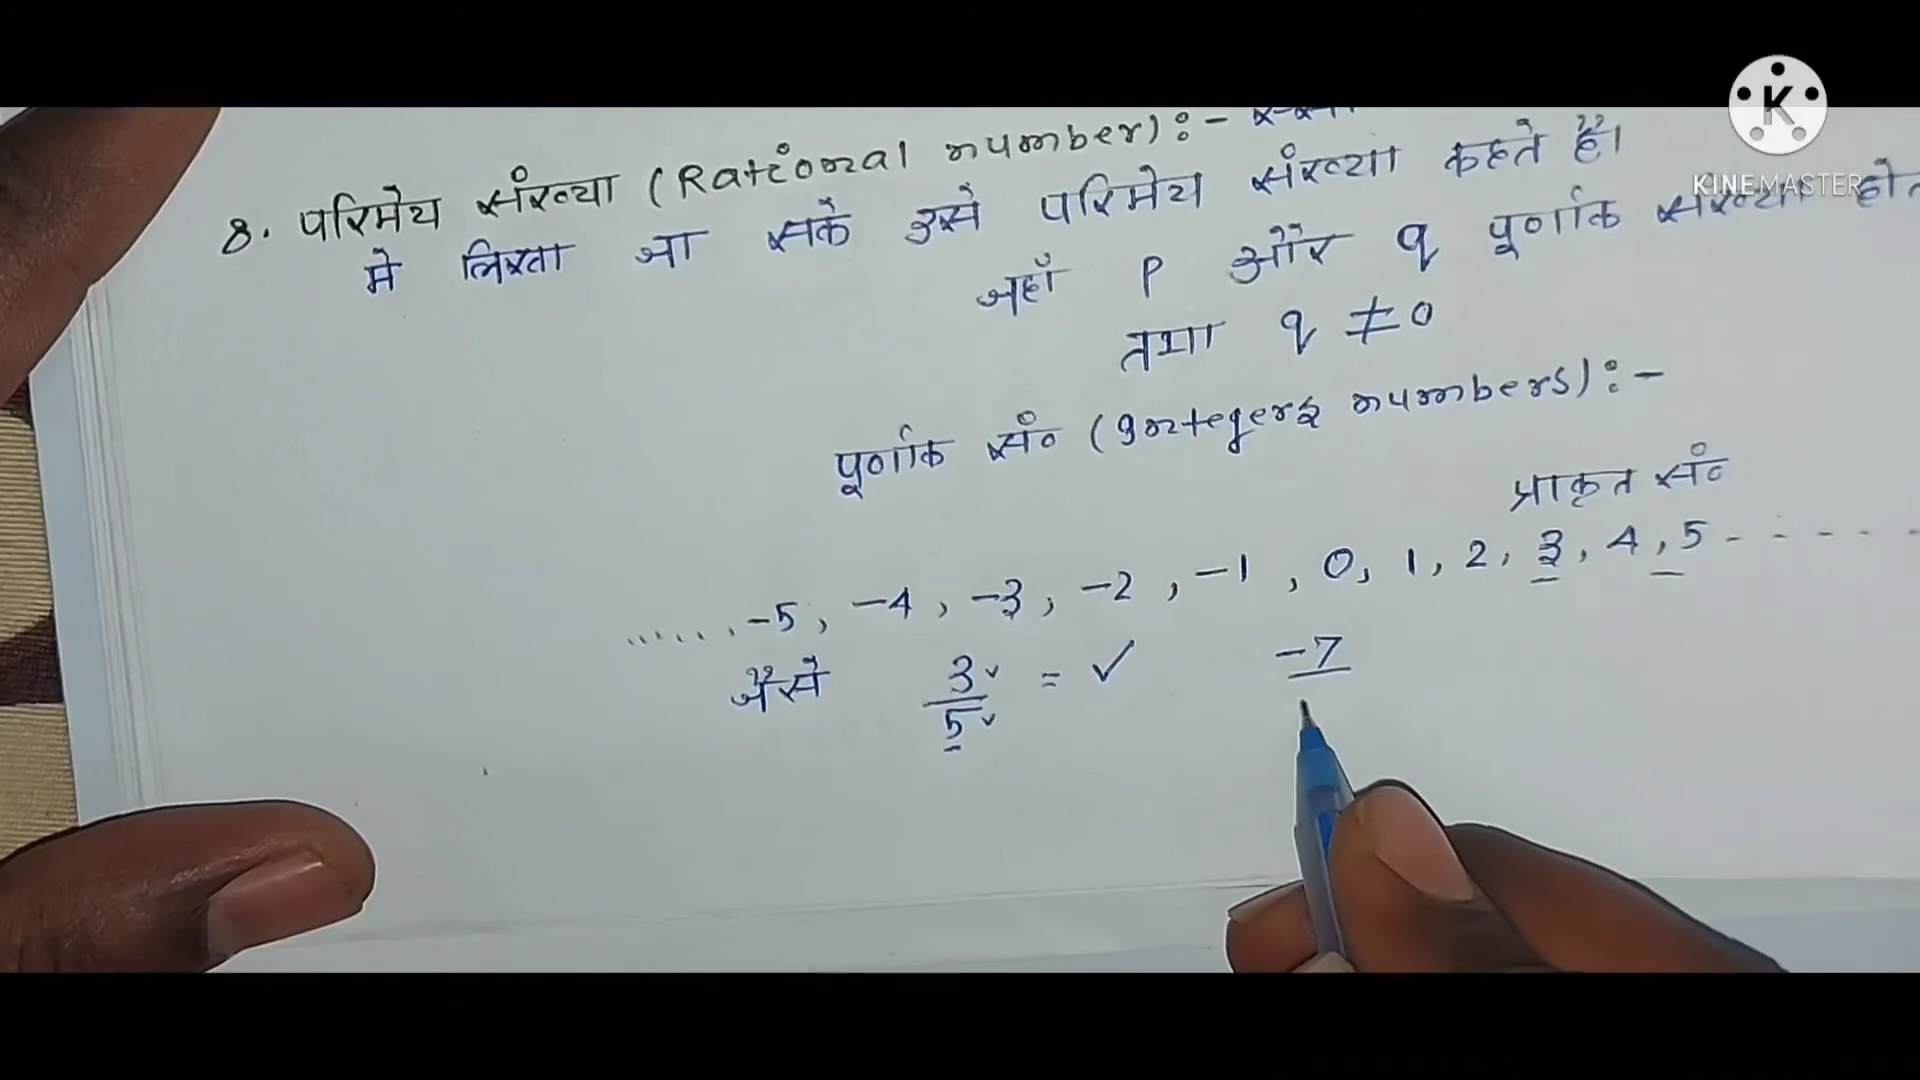 8. परिमेय संख्या (Rational number) :-
मे लिखा जा सके उसे परिमेय संख्या कहते हैं।
जहाँ p और q पूर्णांक संख्या
तथा q ≠ 0
पूर्णांक सं० (Integers numbers) :-
प्राकृत सं०
...... -5, -4, -3, -2, -1, 0, 1, 2, 3, 4, 5 - - - - -
जैसे 3/5 = ✓ -7
K
KINEMASTER